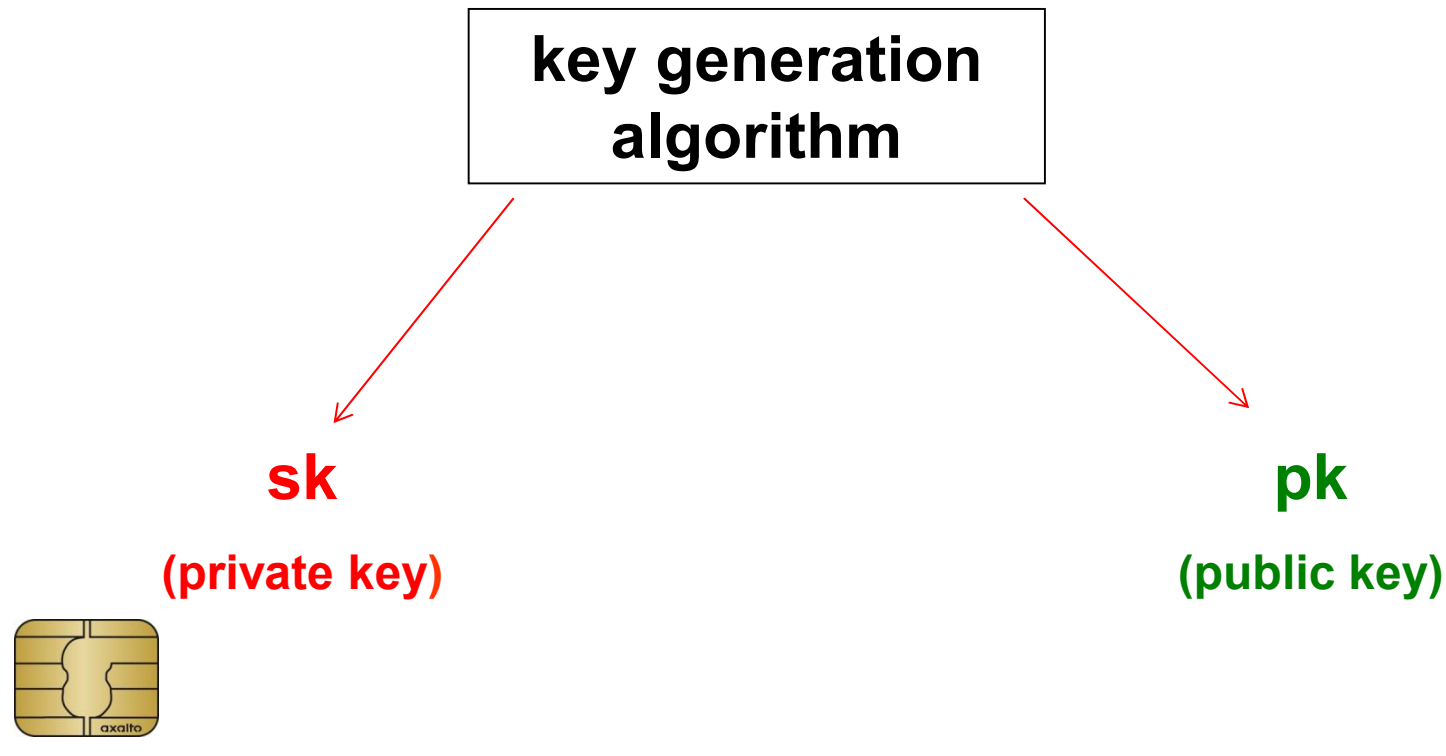 key generation
algorithm
sk
pk
(private key)
(public key)
axalto